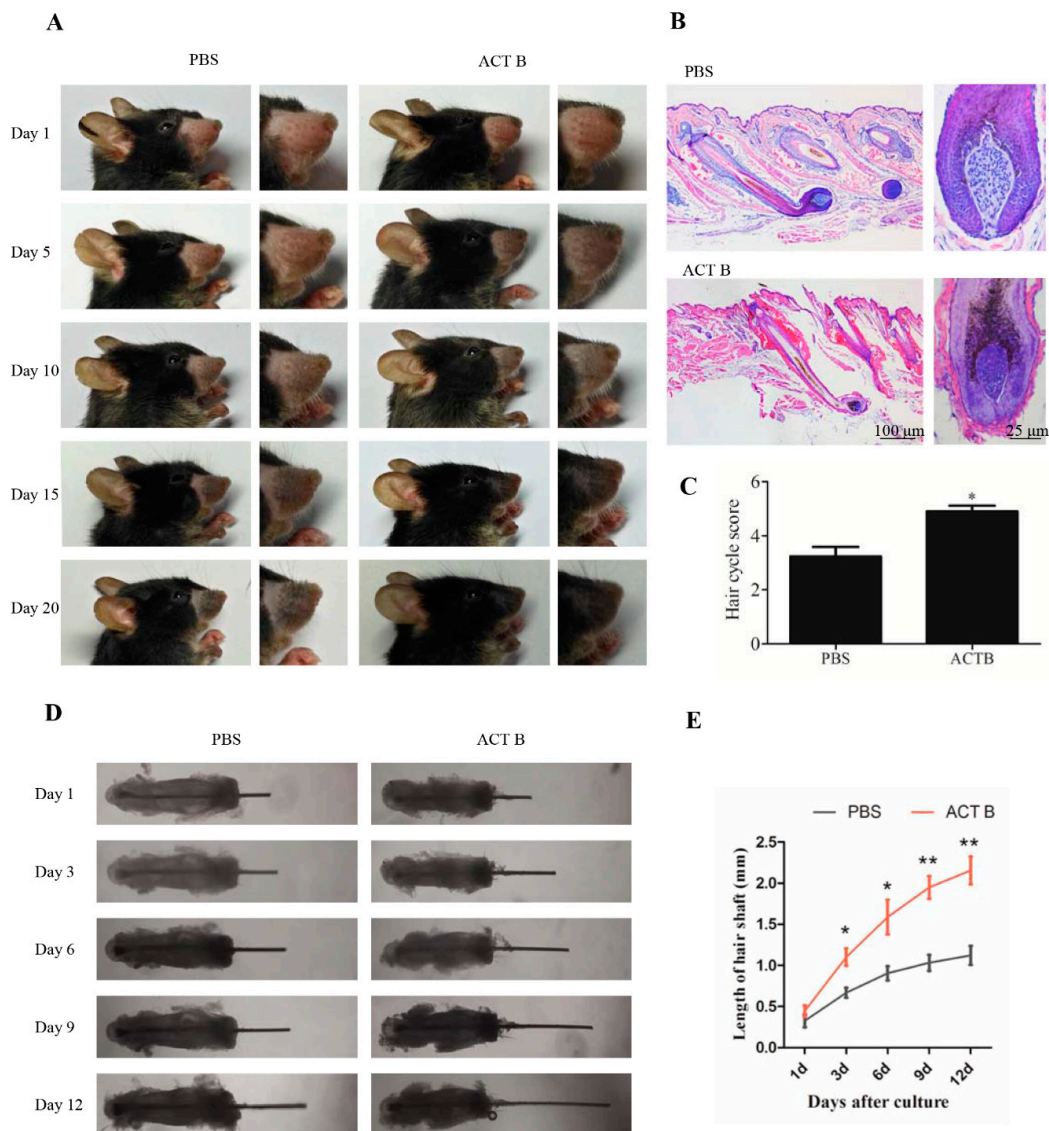 A
PBS
ACT B
Day 1
Day 5
Day 10
Day 15
Day 20
B
PBS
ACT B
100 μm
25 μm
C
Hair cycle score
6
4
2
0
*
PBS
ACTB
D
PBS
ACT B
Day 1
Day 3
Day 6
Day 9
Day 12
E
PBS
ACT B
Length of hair shaft (mm)
2.5
2.0
1.5
1.0
0.5
0.0
*
*
**
**
1d
3d
6d
9d
12d
Days after culture